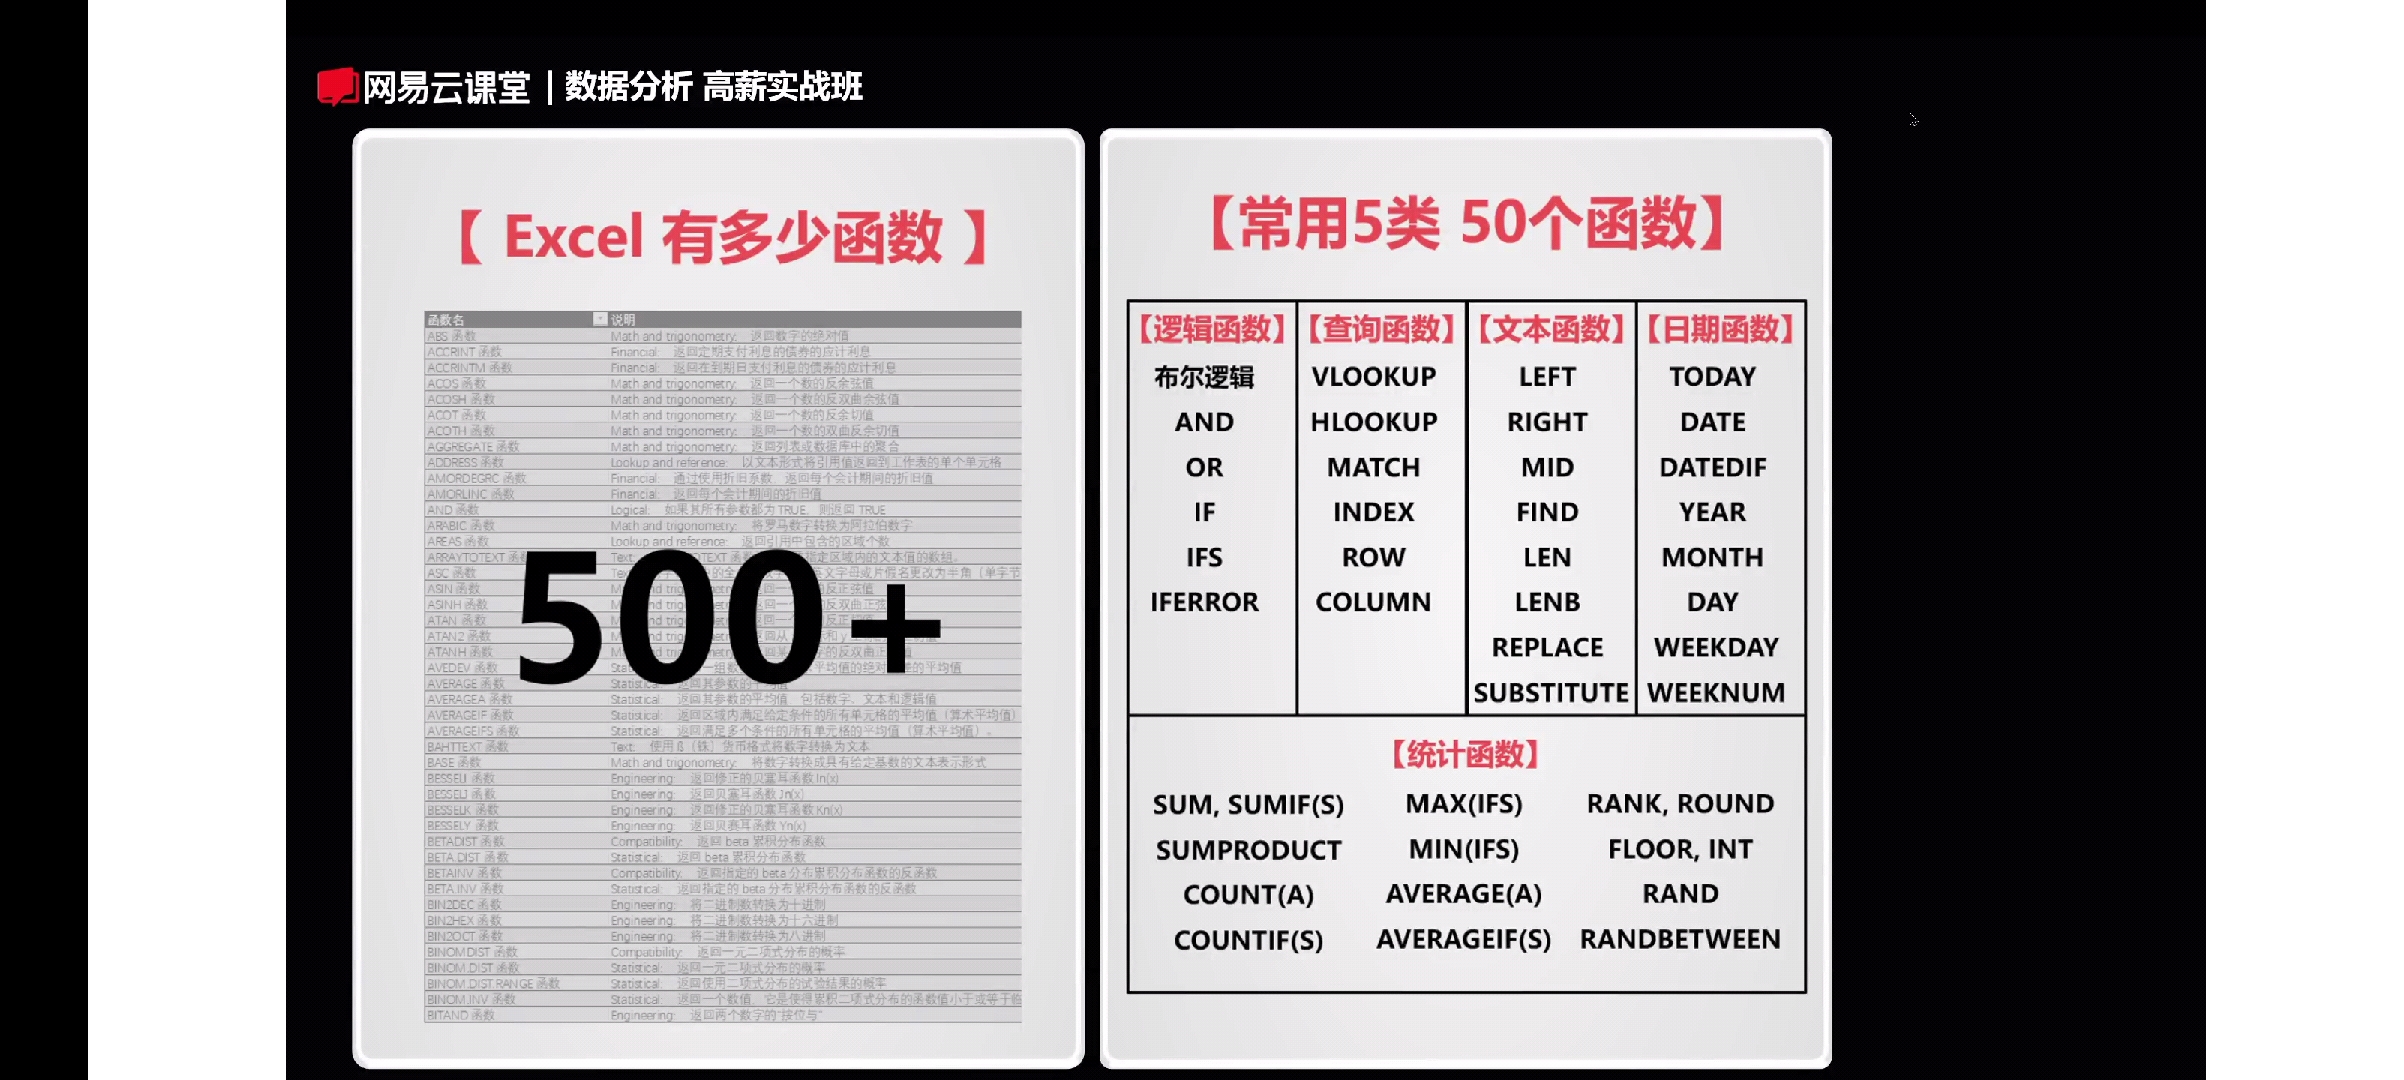 网易云课堂 | 数据分析 高薪实战班
【 Excel 有多少函数 】
函数名 说明
ABS 函数 Math and trigonometry: 返回数字的绝对值
ACCRINT 函数 Financial: 返回定期支付利息的债券的应计利息
ACCRINTM 函数 Financial: 返回在到期日支付利息的债券的应计利息
ACOS 函数 Math and trigonometry: 返回一个数的反余弦值
ACOSH 函数 Math and trigonometry: 返回一个数的反双曲余弦值
ACOT 函数 Math and trigonometry: 返回一个数的反余切值
ACOTH 函数 Math and trigonometry: 返回一个数的双曲反余切值
AGGREGATE 函数 Math and trigonometry: 返回列表或数据库中的聚合
ADDRESS 函数 Lookup and reference: 以文本形式将引用值返回到工作表的单个单元格
AMORDEGRC 函数 Financial: 通过使用折旧系数，返回每个会计期间的折旧值
AMORLINC 函数 Financial: 返回每个会计期间的折旧值
AND 函数 Logical: 如果其所有参数都为 TRUE，则返回 TRUE
ARABIC 函数 Math and trigonometry: 将罗马数字转换为阿拉伯数字
AREAS 函数 Lookup and reference: 返回引用中包含的区域个数
ARRAYTOTEXT 指定区域内的文本值的数组。
ASC 函数 文字母或片假名更改为半角（单字节
ASIN 函数
ASINH 函数
ATAN 函数
ATAN2 函数
ATANH 函数
500+
AVEDEV 函数
AVERAGE 函数 返回其参数的平均值
AVERAGEA 函数 Statistical: 返回其参数的平均值，包括数字、文本和逻辑值
AVERAGEIF 函数 Statistical: 返回区域内满足给定条件的所有单元格的平均值（算术平均值）
AVERAGEIFS 函数 Statistical: 返回满足多个条件的所有单元格的平均值（算术平均值）。
BAHTTEXT 函数 Text: 使用 ß（铢）货币格式将数字转换为文本
BASE 函数 Math and trigonometry: 将数字转换成具有给定基数的文本表示形式
BESSELI 函数 Engineering: 返回修正的贝塞耳函数 In(x)
BESSELJ 函数 Engineering: 返回贝塞耳函数 Jn(x)
BESSELK 函数 Engineering: 返回修正的贝塞耳函数 Kn(x)
BESSELY 函数 Engineering: 返回贝塞耳函数 Yn(x)
BETADIST 函数 Compatibility: 返回 beta 累积分布函数
BETA.DIST 函数 Statistical: 返回 beta 累积分布函数
BETAINV 函数 Compatibility: 返回指定的 beta 分布累积分布函数的反函数
BETA.INV 函数 Statistical: 返回指定的 beta 分布累积分布函数的反函数
BIN2DEC 函数 Engineering: 将二进制数转换为十进制
BIN2HEX 函数 Engineering: 将二进制数转换为十六进制
BIN2OCT 函数 Engineering: 将二进制数转换为八进制
BINOMDIST 函数 Compatibility: 返回一元二项式分布的概率
BINOM.DIST 函数 Statistical: 返回一元二项式分布的概率
BINOM.DIST.RANGE 函数 Statistical: 返回使用二项式分布的试验结果的概率
BINOM.INV 函数 Statistical: 返回一个数值，它是使得累积二项式分布的函数值小于或等于临
BITAND 函数 Engineering: 返回两个数字的“按位与”
【常用5类 50个函数】
【逻辑函数】 【查询函数】 【文本函数】 【日期函数】
布尔逻辑 VLOOKUP LEFT TODAY
AND HLOOKUP RIGHT DATE
OR MATCH MID DATEDIF
IF INDEX FIND YEAR
IFS ROW LEN MONTH
IFERROR COLUMN LENB DAY
REPLACE WEEKDAY
SUBSTITUTE WEEKNUM
【统计函数】
SUM, SUMIF(S) MAX(IFS) RANK, ROUND
SUMPRODUCT MIN(IFS) FLOOR, INT
COUNT(A) AVERAGE(A) RAND
COUNTIF(S) AVERAGEIF(S) RANDBETWEEN